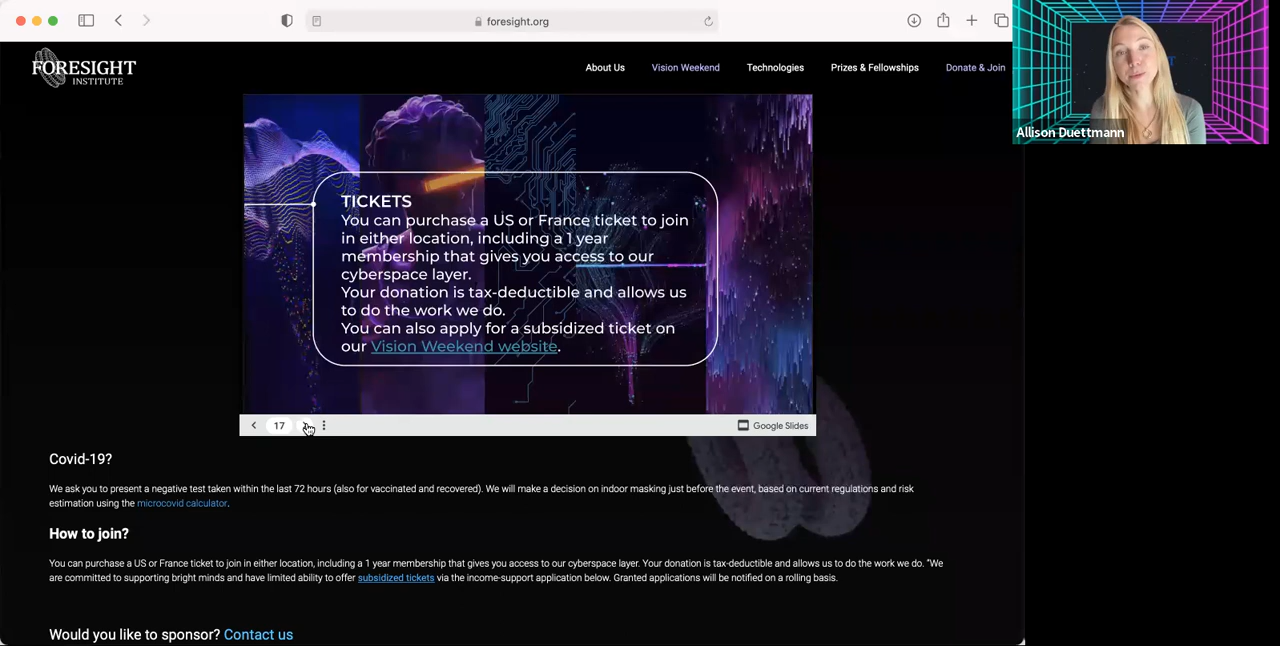 foresight.org
FORESIGHT
INSTITUTE
About Us
Vision Weekend
Technologies
Prizes & Fellowships
Donate & Join
Allison Duettmann
TICKETS
You can purchase a US or France ticket to join
in either location, including a 1 year
membership that gives you access to our
cyberspace layer.
Your donation is tax-deductible and allows us
to do the work we do.
You can also apply for a subsidized ticket on
our Vision Weekend website.
17
Google Slides
Covid-19?
We ask you to present a negative test taken within the last 72 hours (also for vaccinated and recovered). We will make a decision on indoor masking just before the event, based on current regulations and risk
estimation using the microcovid calculator.
How to join?
You can purchase a US or France ticket to join in either location, including a 1 year membership that gives you access to our cyberspace layer. Your donation is tax-deductible and allows us to do the work we do. "We
are committed to supporting bright minds and have limited ability to offer subsidized tickets via the income-support application below. Granted applications will be notified on a rolling basis.
Would you like to sponsor? Contact us